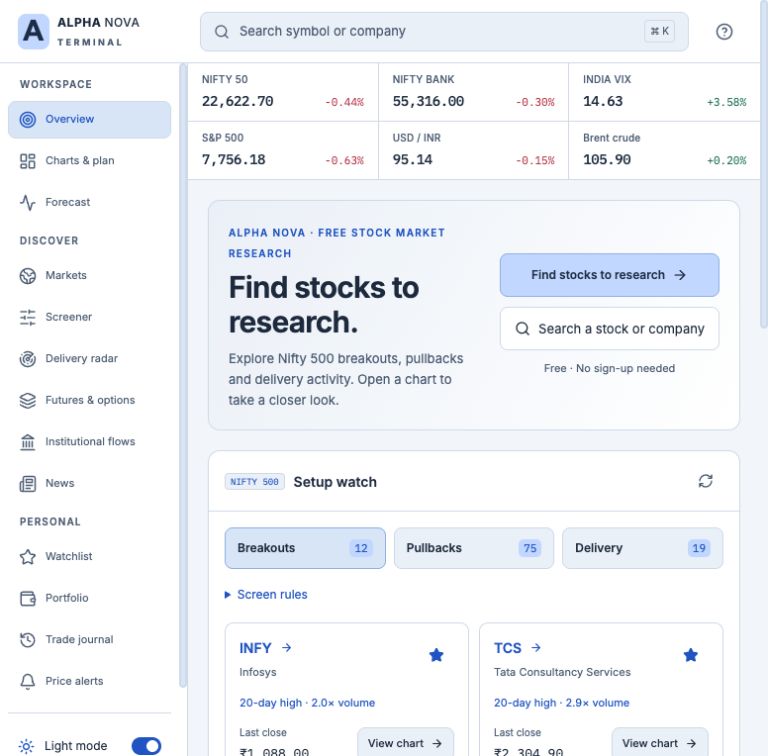 ALPHA NOVA
TERMINAL
Search symbol or company
⌘ K
WORKSPACE
Overview
Charts & plan
Forecast
DISCOVER
Markets
Screener
Delivery radar
Futures & options
Institutional flows
News
PERSONAL
Watchlist
Portfolio
Trade journal
Price alerts
Light mode
NIFTY 50
22,622.70 -0.44%
NIFTY BANK
55,316.00 -0.30%
INDIA VIX
14.63 +3.58%
S&P 500
7,756.18 -0.63%
USD / INR
95.14 -0.15%
Brent crude
105.90 +0.20%
ALPHA NOVA · FREE STOCK MARKET
RESEARCH
Find stocks to
research.
Explore Nifty 500 breakouts, pullbacks
and delivery activity. Open a chart to
take a closer look.
Find stocks to research →
Search a stock or company
Free · No sign-up needed
NIFTY 500 Setup watch
Breakouts 12
Pullbacks 75
Delivery 19
Screen rules
INFY →
Infosys
20-day high · 2.0× volume
Last close
₹1,088.00
View chart →
TCS →
Tata Consultancy Services
20-day high · 2.9× volume
Last close
₹2,304.90
View chart →